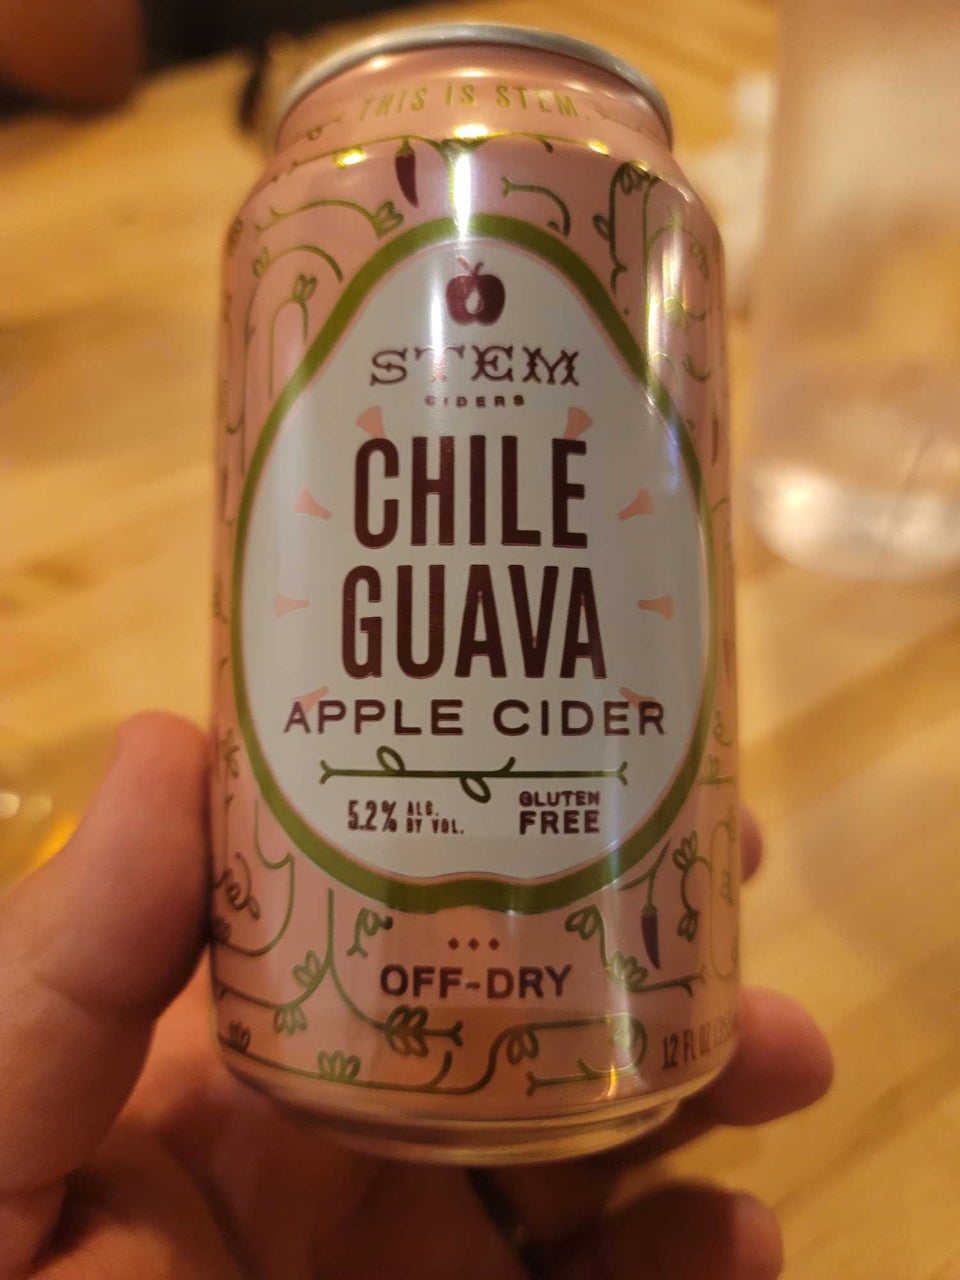 THIS IS STEM
STEM
CIDERS
CHILE
GUAVA
APPLE CIDER
5.2% ALC. BY VOL.
GLUTEN FREE
OFF-DRY
12 FL OZ